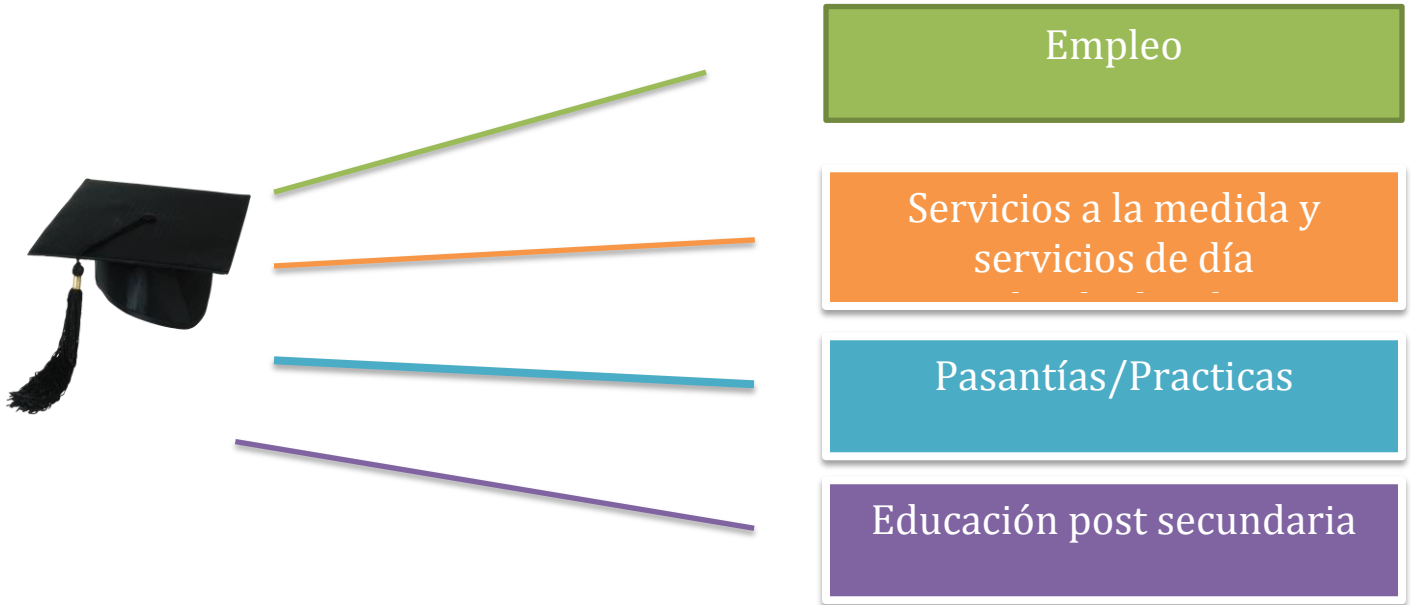 Empleo
Servicios a la medida y
servicios de día
Pasantías/Practicas
Educación post secundaria